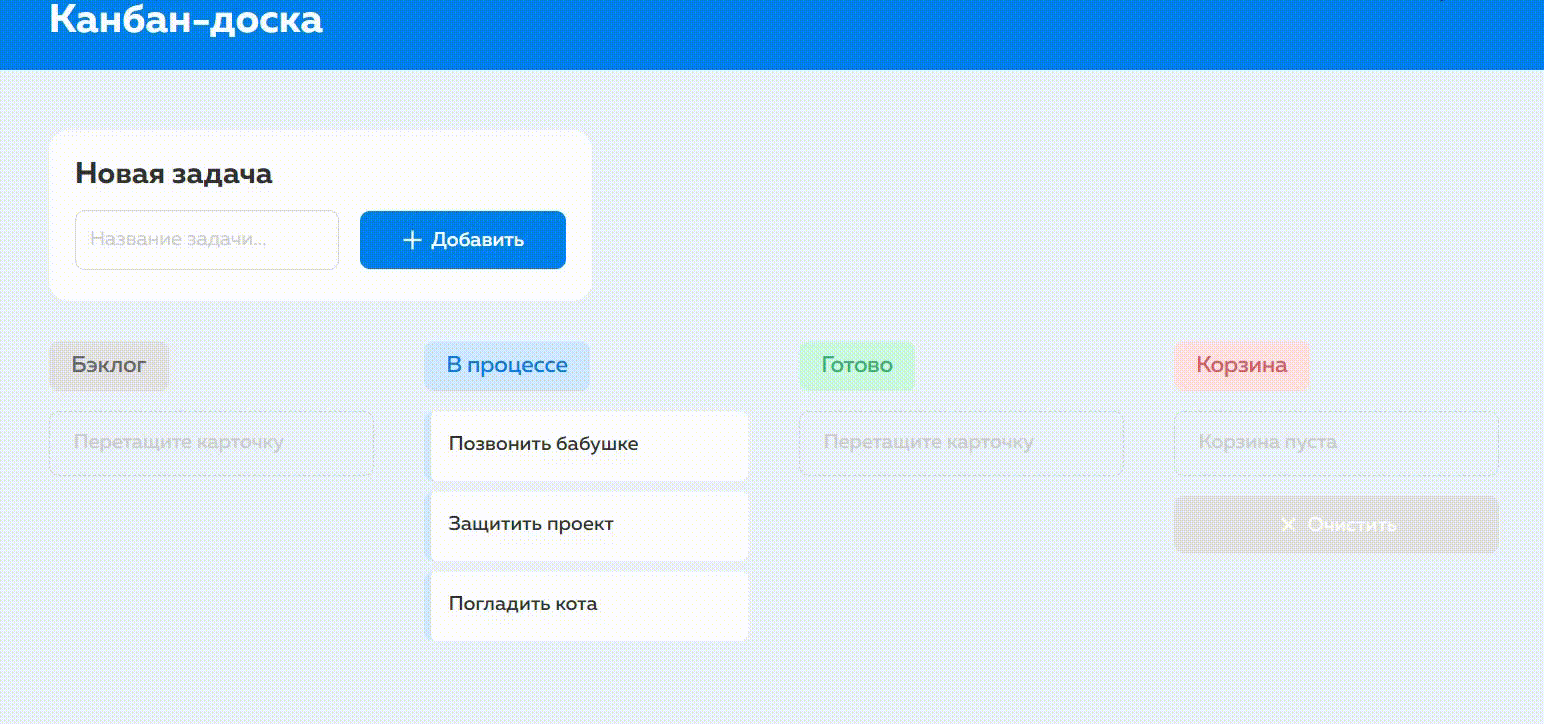 Канбан-доска
Новая задача
Название задачи...
+ Добавить
Бэклог
В процессе
Готово
Корзина
Перетащите карточку
Позвонить бабушке
Защитить проект
Погладить кота
Перетащите карточку
Корзина пуста
× Очистить